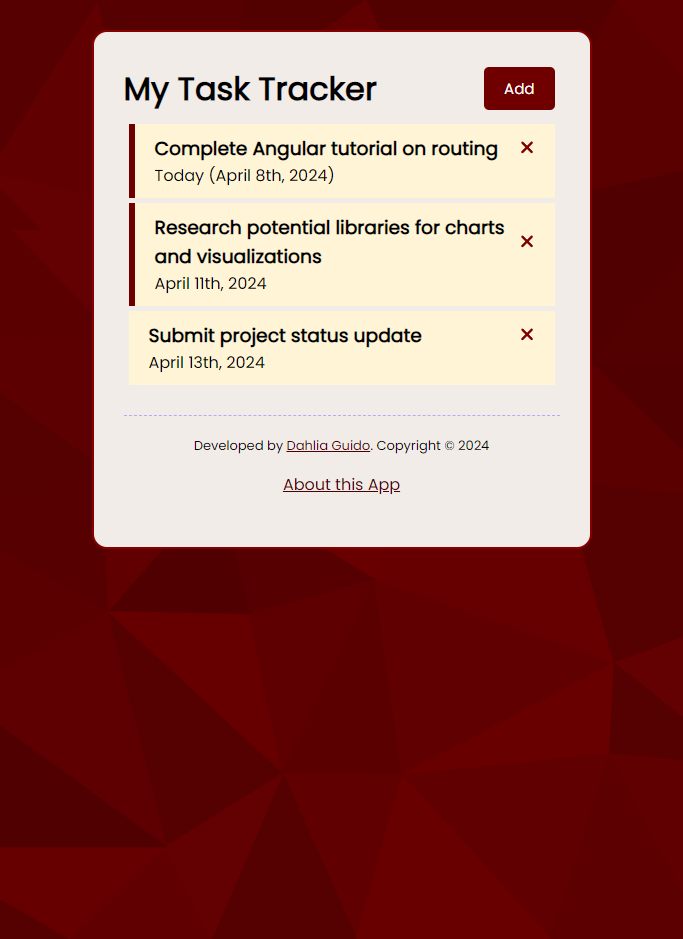 My Task Tracker
Add
Complete Angular tutorial on routing
Today (April 8th, 2024)
Research potential libraries for charts
and visualizations
April 11th, 2024
Submit project status update
April 13th, 2024
Developed by Dahlia Guido. Copyright © 2024
About this App